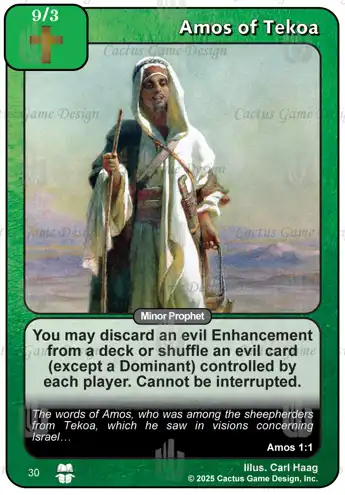 9/3
Amos of Tekoa
Cactus Game Design
Minor Prophet
You may discard an evil Enhancement
from a deck or shuffle an evil card
(except a Dominant) controlled by
each player. Cannot be interrupted.
The words of Amos, who was among the sheepherders
from Tekoa, which he saw in visions concerning
Israel…
Amos 1:1
Illus. Carl Haag
30
© 2025 Cactus Game Design, Inc.